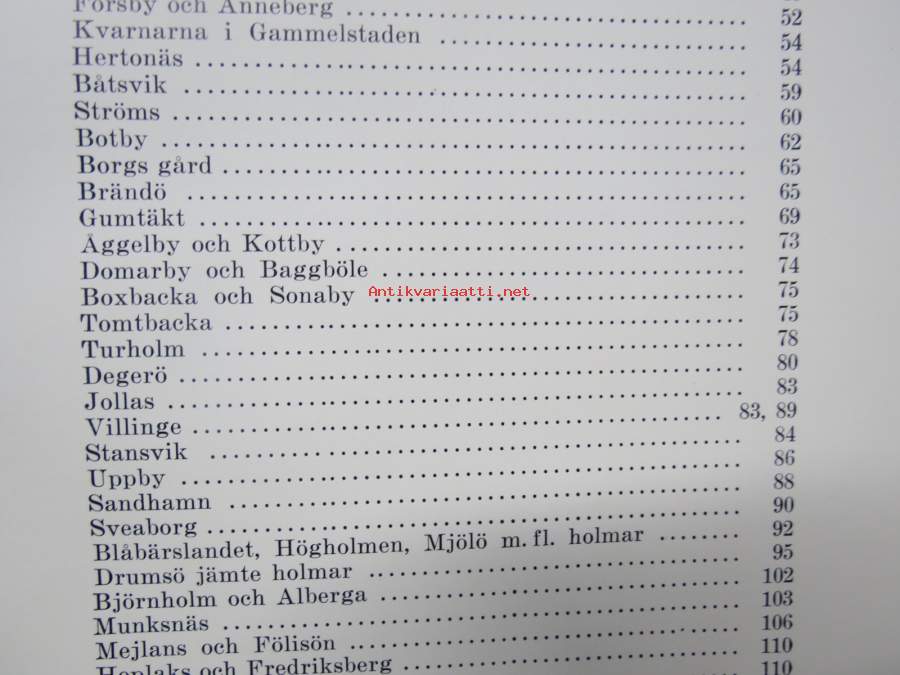 Forsby och Anneberg ........ 52
Kvarnarna i Gammelstaden ........ 54
Hertonäs ........ 54
Båtsvik ........ 59
Ströms ........ 60
Botby ........ 62
Borgs gård ........ 65
Brändö ........ 65
Gumtäkt ........ 69
Åggelby och Kottby ........ 73
Domarby och Baggböle ........ 74
Boxbacka och Sonaby ........ 75
Antikvariaatti.net
Tomtbacka ........ 75
Turholm ........ 78
Degerö ........ 80
Jollas ........ 83
Villinge ........ 83, 89
Stansvik ........ 84
Uppby ........ 86
Sandhamn ........ 88
Sveaborg ........ 90
Blåbärslandet, Högholmen, Mjölö m. fl. holmar ........ 92
Drumsö jämte holmar ........ 95
Björnholm och Alberga ........ 102
Munksnäs ........ 103
Mejlans och Fölisön ........ 106
Hoplaks och Fredriksberg ........ 110
110